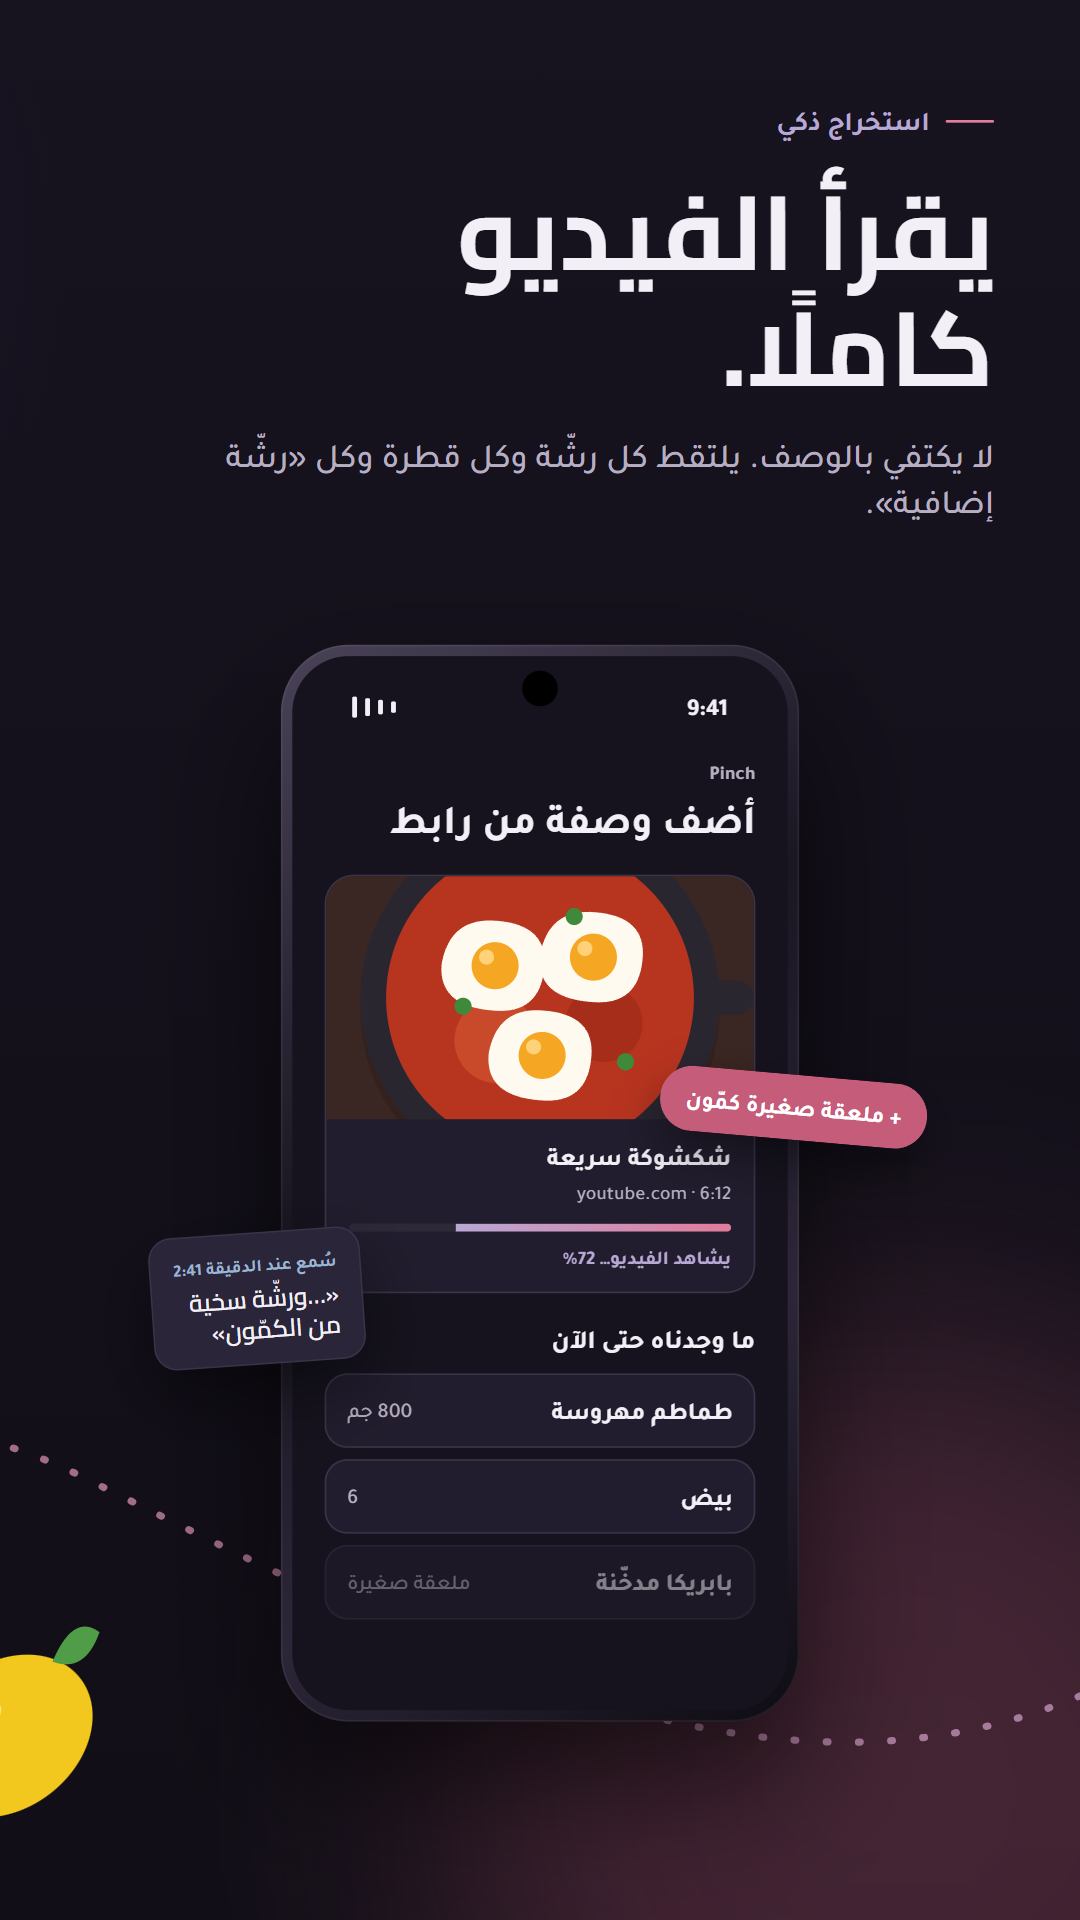 استخراج ذكي
يقرأ الفيديو
كاملًا.
لا يكتفي بالوصف. يلتقط كل رشّة وكل قطرة وكل «رشّة
إضافية».
9:41
Pinch
أضف وصفة من رابط
+ ملعقة صغيرة كمّون
شكشوكة سريعة
youtube.com · 6:12
يشاهد الفيديو... 72%
سُمع عند الدقيقة 2:41
«...ورشّة سخية
من الكمّون»
ما وجدناه حتى الآن
طماطم مهروسة 800 جم
بيض 6
بابريكا مدخّنة ملعقة صغيرة